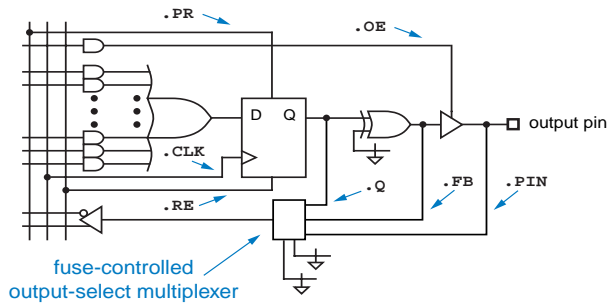 .PR
.OE
D Q
output pin
.CLK
.RE
.Q
.FB
.PIN
fuse-controlled
output-select multiplexer